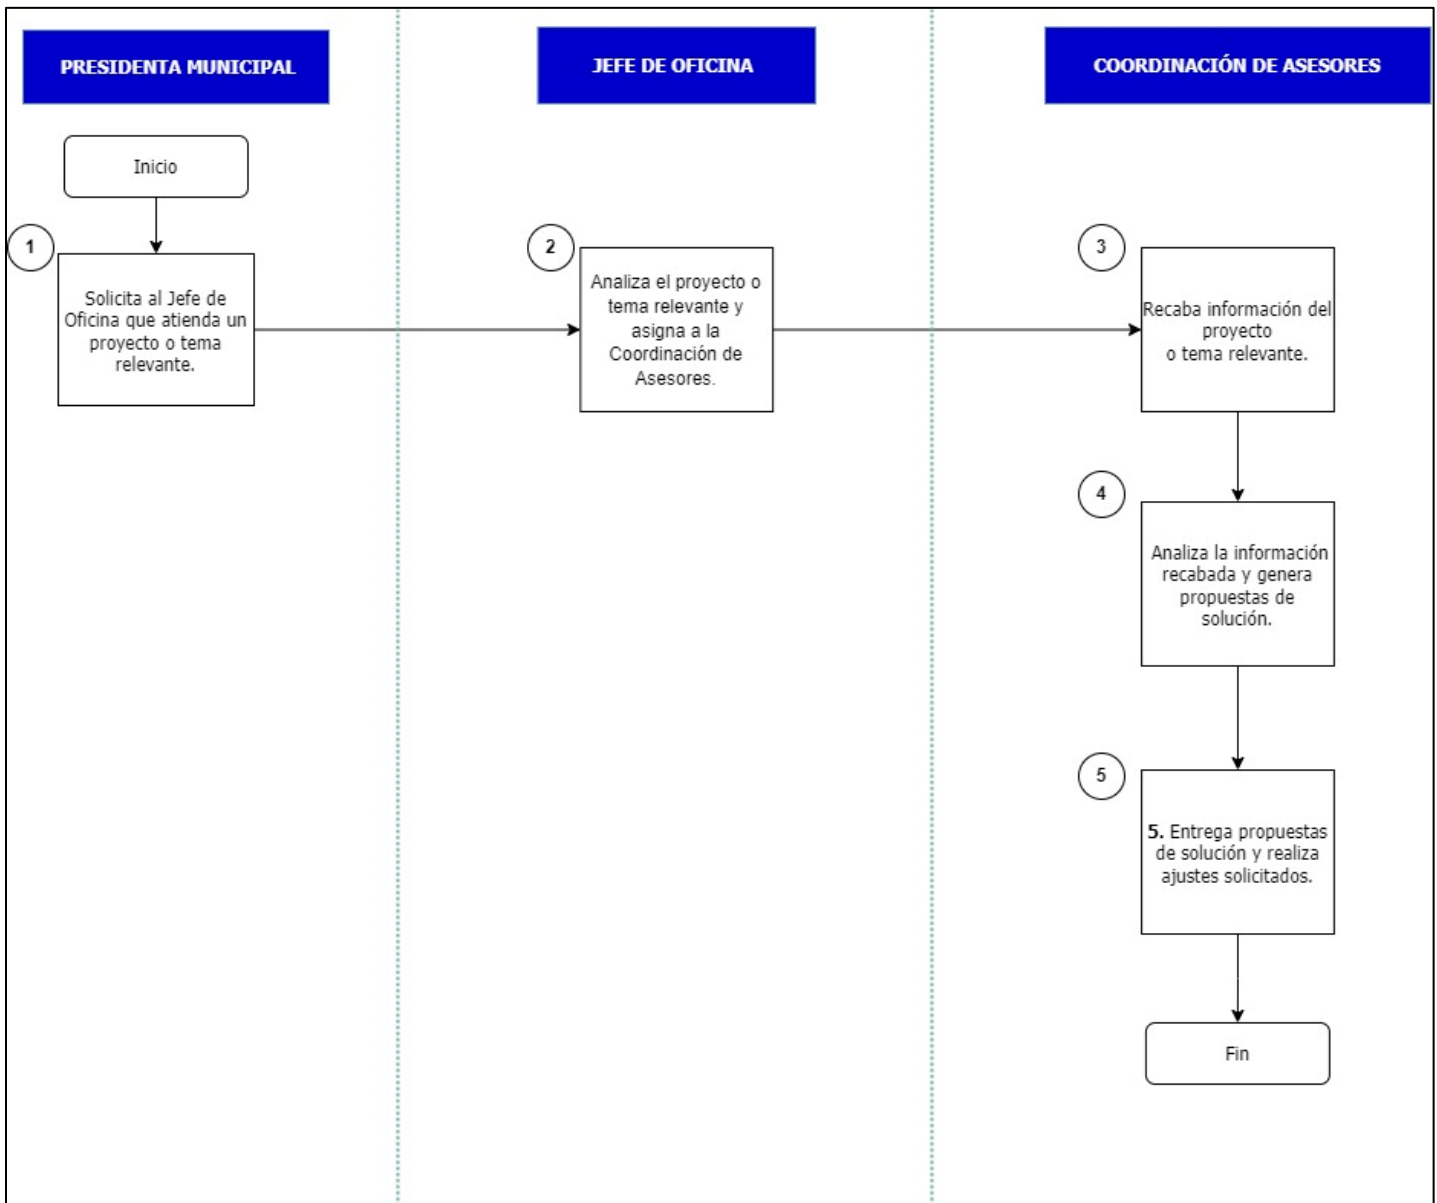 PRESIDENTA MUNICIPAL
JEFE DE OFICINA
COORDINACIÓN DE ASESORES
Inicio
1
Solicita al Jefe de
Oficina que atienda un
proyecto o tema
relevante.
2
Analiza el proyecto o
tema relevante y
asigna a la
Coordinación de
Asesores.
3
Recaba información del
proyecto
o tema relevante.
4
Analiza la información
recabada y genera
propuestas de
solución.
5
5. Entrega propuestas
de solución y realiza
ajustes solicitados.
Fin